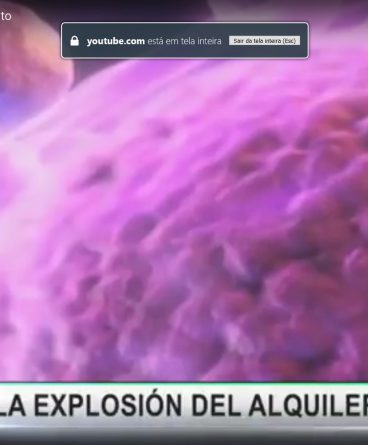 to
youtube.com está em tela inteira Sair da tela inteira (Esc)
LA EXPLOSIÓN DEL ALQUILER